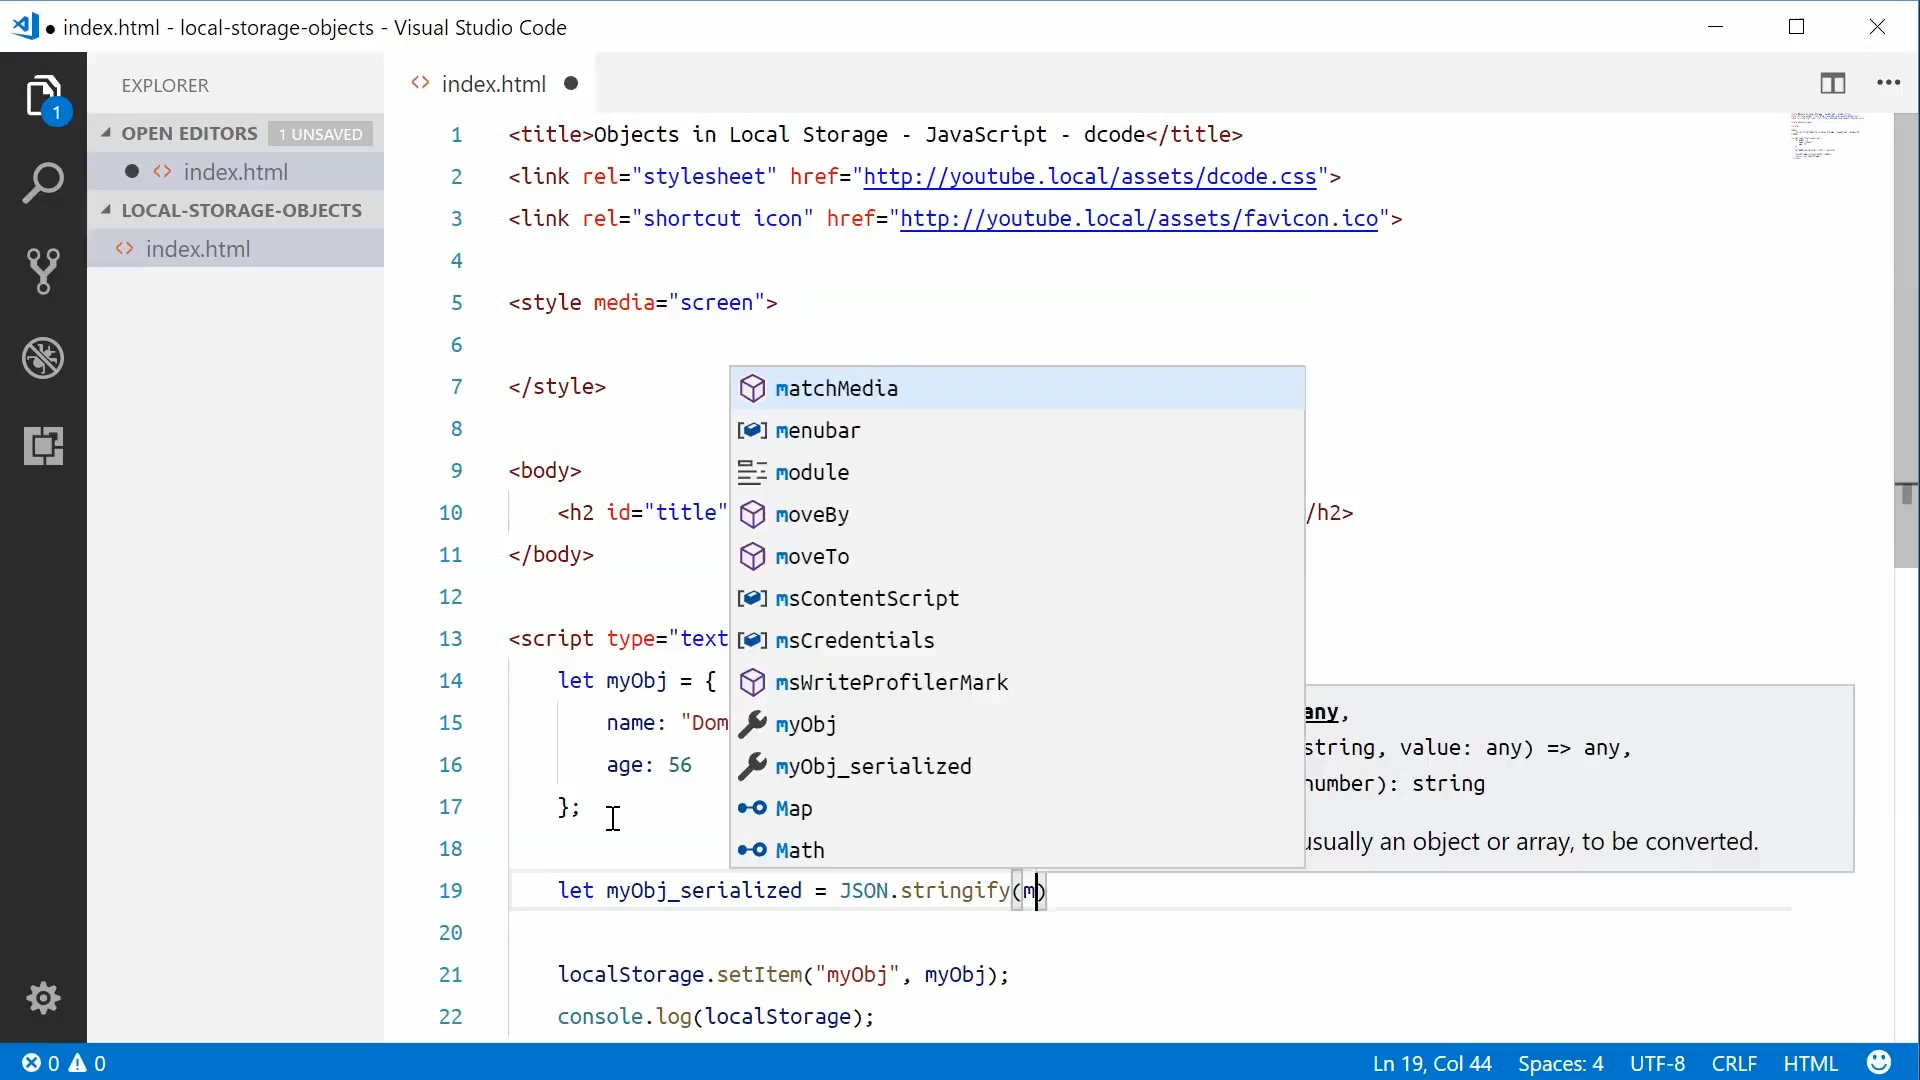 index.html - local-storage-objects - Visual Studio Code
EXPLORER
OPEN EDITORS 1 UNSAVED
index.html
LOCAL-STORAGE-OBJECTS
index.html
1
index.html
1 <title>Objects in Local Storage - JavaScript - dcode</title>
2 <link rel="stylesheet" href="http://youtube.local/assets/dcode.css">
3 <link rel="shortcut icon" href="http://youtube.local/assets/favicon.ico">
4
5 <style media="screen">
6
7 </style>
8
9 <body>
10 <h2 id="title" /h2>
11 </body>
12
13 <script type="text
14 let myObj = {
15 name: "Dom
16 age: 56
17 };
18
19 let myObj_serialized = JSON.stringify(m)
20
21 localStorage.setItem("myObj", myObj);
22 console.log(localStorage);
matchMedia
menubar
module
moveBy
moveTo
msContentScript
msCredentials
msWriteProfilerMark
myObj
myObj_serialized
Map
Math
any,
string, value: any) => any,
number): string
usually an object or array, to be converted.
0 0
Ln 19, Col 44 Spaces: 4 UTF-8 CRLF HTML